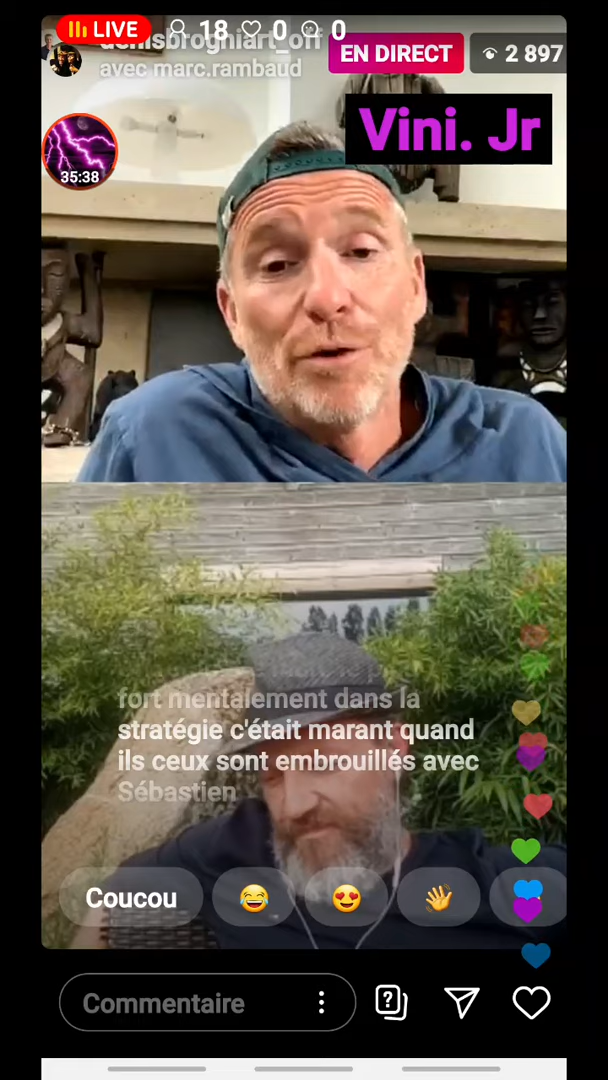 LIVE 18 0 0
denisbrogniart_off
avec marc.rambaud
EN DIRECT
2 897
Vini. Jr
35:38
fort mentalement dans la
stratégie c'était marant quand
ils ceux sont embrouillés avec
Sébastien
Coucou
Commentaire